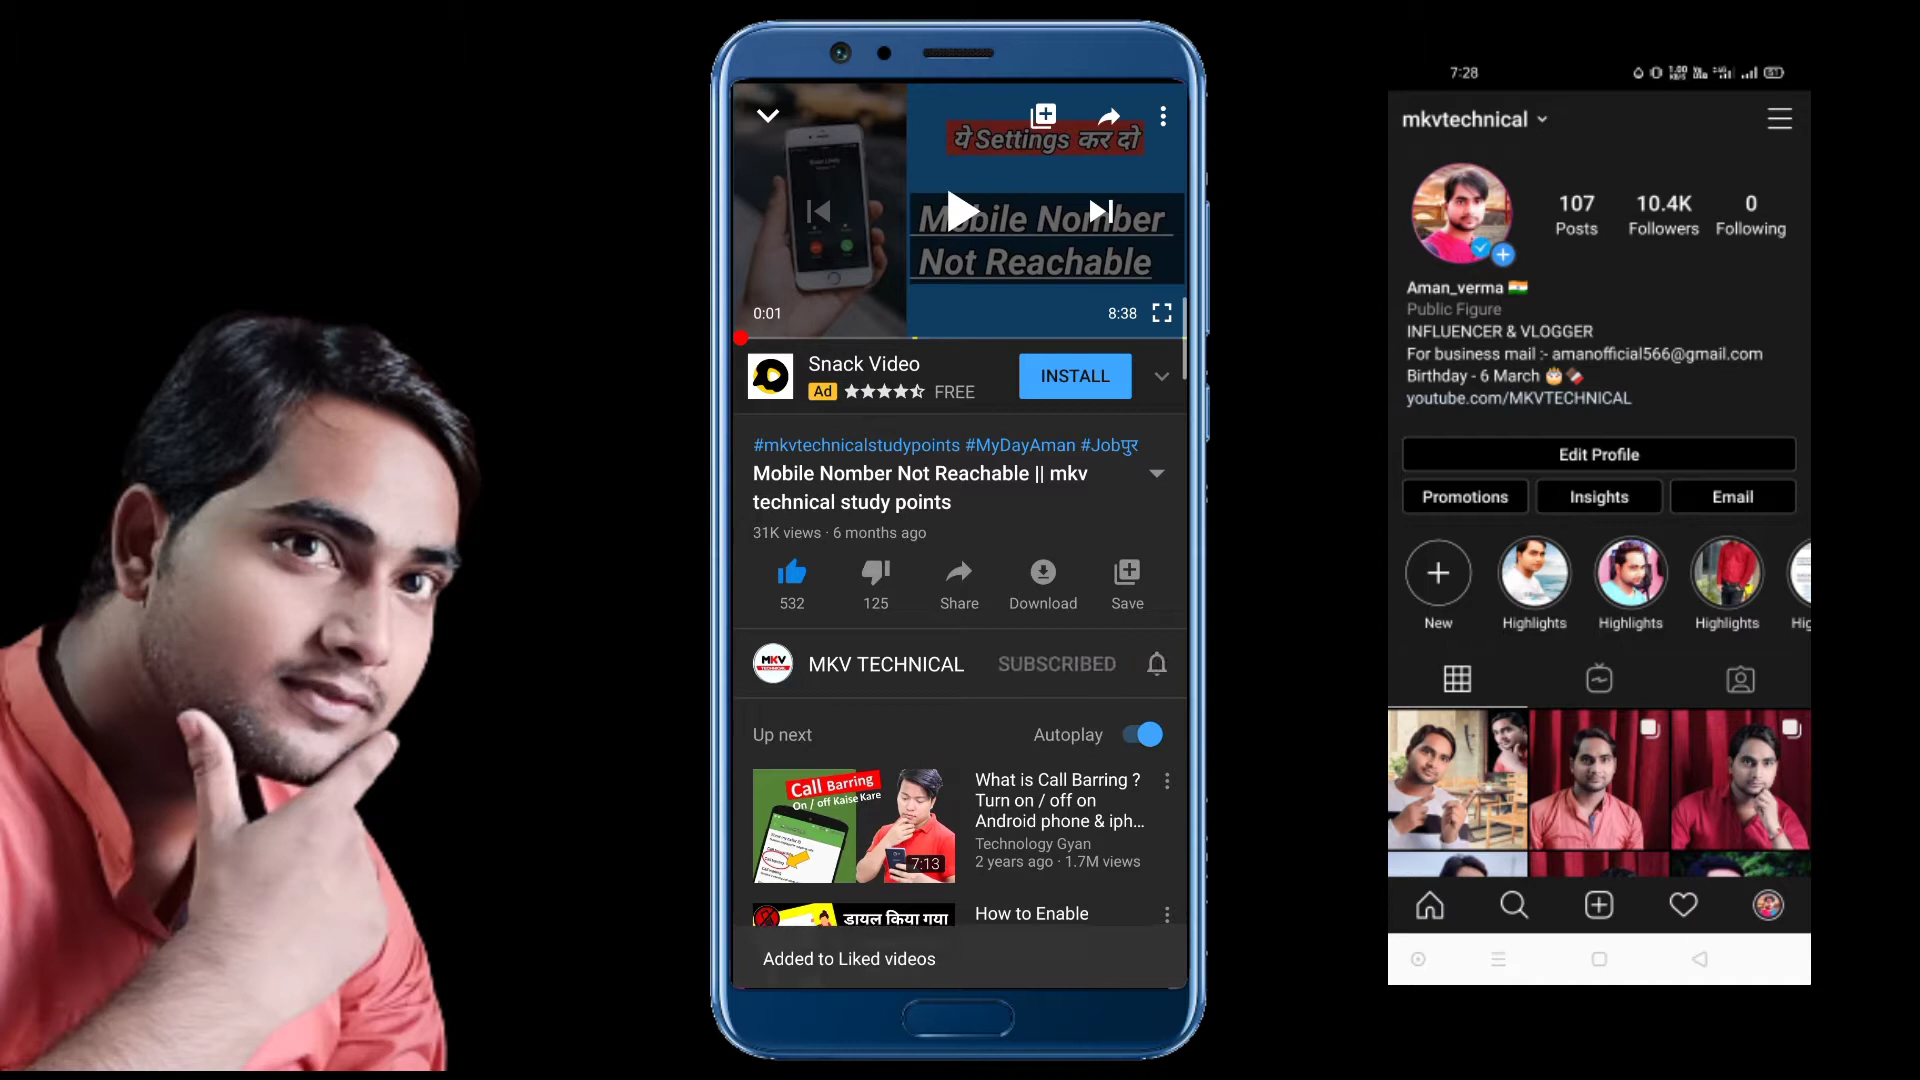 ये Settings कर दो
Mobile Nomber
Not Reachable
0:01
8:38
Snack Video
Ad
FREE
INSTALL
#mkvtechnicalstudypoints #MyDayAman #Jobपुर
Mobile Nomber Not Reachable || mkv
technical study points
31K views · 6 months ago
532
125
Share
Download
Save
MKV
MKV TECHNICAL
SUBSCRIBED
Up next
Autoplay
Call Barring
On / off Kaise Kare
7:13
What is Call Barring ?
Turn on / off on
Android phone & iph...
Technology Gyan
2 years ago · 1.7M views
डायल किया गया
How to Enable
Added to Liked videos
7:28
mkvtechnical
107
Posts
10.4K
Followers
0
Following
Aman_verma
Public Figure
INFLUENCER & VLOGGER
For business mail :- amanofficial566@gmail.com
Birthday - 6 March
youtube.com/MKVTECHNICAL
Edit Profile
Promotions
Insights
Email
New
Highlights
Highlights
Highlights
Hig